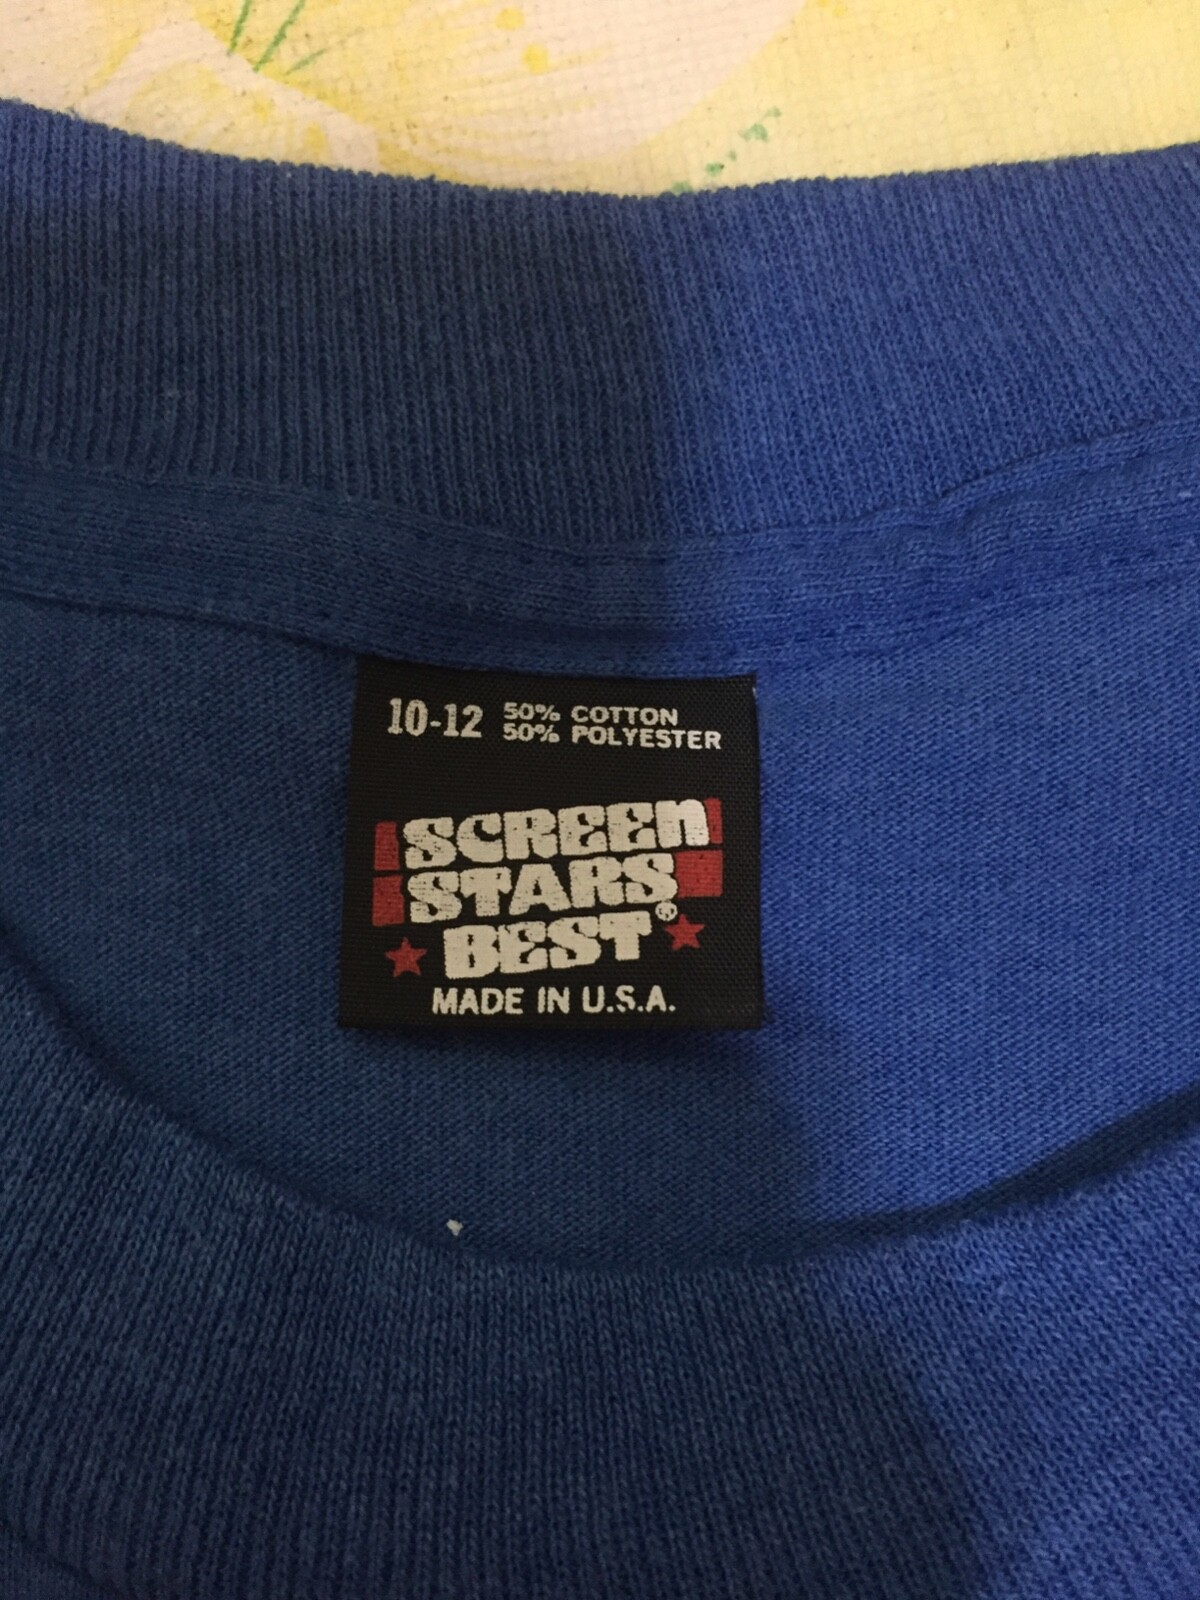 10-12 50% COTTON
50% POLYESTER
SCREEN
STARS
BEST®
MADE IN U.S.A.